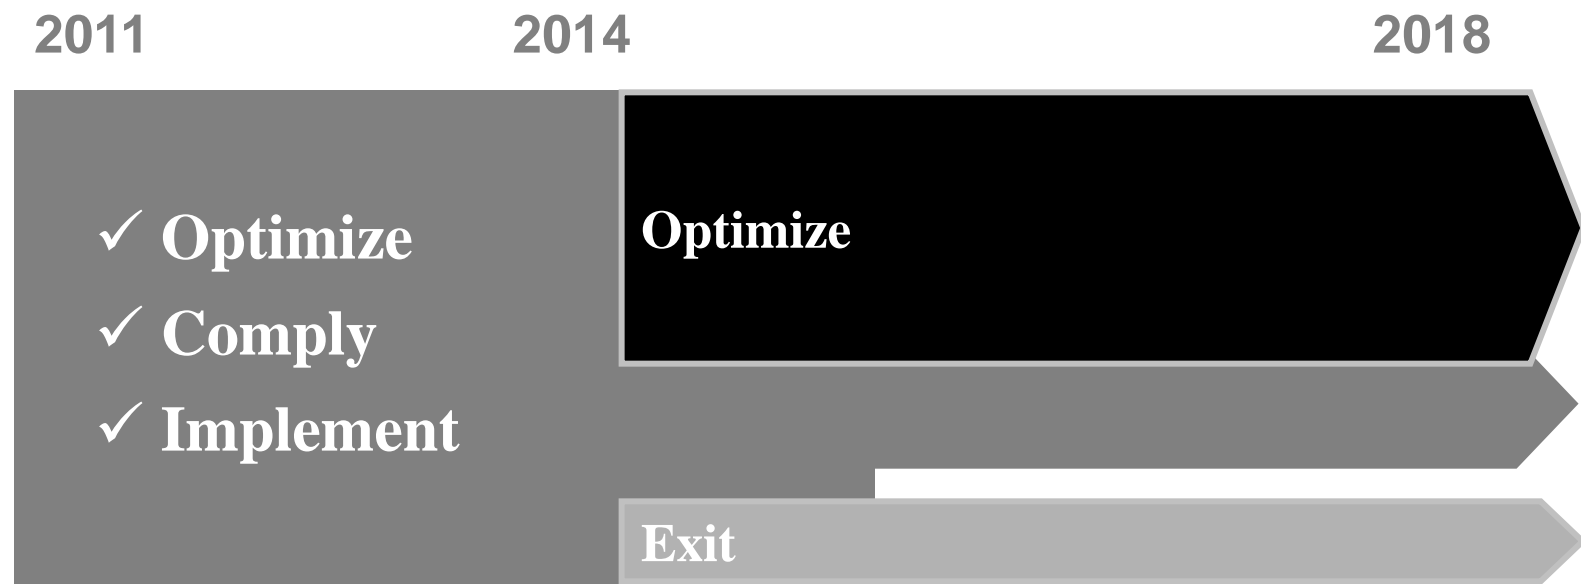 2011 2014 2018
✓ Optimize
✓ Comply
✓ Implement
Optimize
Exit